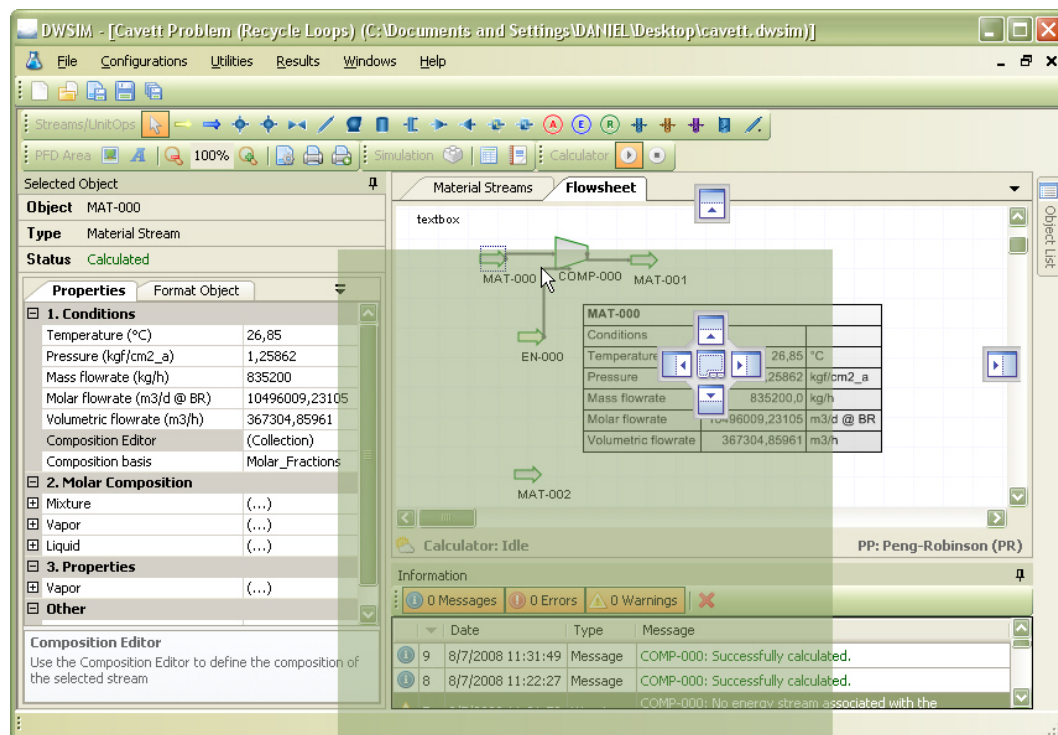 DWSIM - [Cavett Problem (Recycle Loops) (C:\Documents and Settings\DANIEL\Desktop\cavett.dwsim)]
File Configurations Utilities Results Windows Help
Streams/UnitOps A E R
PFD Area A 100% Simulation Calculator
Selected Object
Object MAT-000
Type Material Stream
Status Calculated
Properties Format Object
1. Conditions
Temperature (°C) 26,85
Pressure (kgf/cm2_a) 1,25862
Mass flowrate (kg/h) 835200
Molar flowrate (m3/d @ BR) 10496009,23105
Volumetric flowrate (m3/h) 367304,85961
Composition Editor (Collection)
Composition basis Molar_Fractions
2. Molar Composition
Mixture (...)
Vapor (...)
Liquid (...)
3. Properties
Vapor (...)
Other
Composition Editor
Use the Composition Editor to define the composition of
the selected stream
Material Streams Flowsheet
Object List
textbox
MAT-000 COMP-000 MAT-001
EN-000
MAT-002
MAT-000
Conditions
Temperature 26,85 °C
Pressure ,25862 kgf/cm2_a
Mass flowrate 835200,0 kg/h
Molar flowrate 10496009,23105 m3/d @ BR
Volumetric flowrate 367304,85961 m3/h
Calculator: Idle PP: Peng-Robinson (PR)
Information
0 Messages 0 Errors 0 Warnings
Date Type Message
9 8/7/2008 11:31:49 Message COMP-000: Successfully calculated.
8 8/7/2008 11:22:27 Message COMP-000: Successfully calculated.
COMP-000: No energy stream associated with the